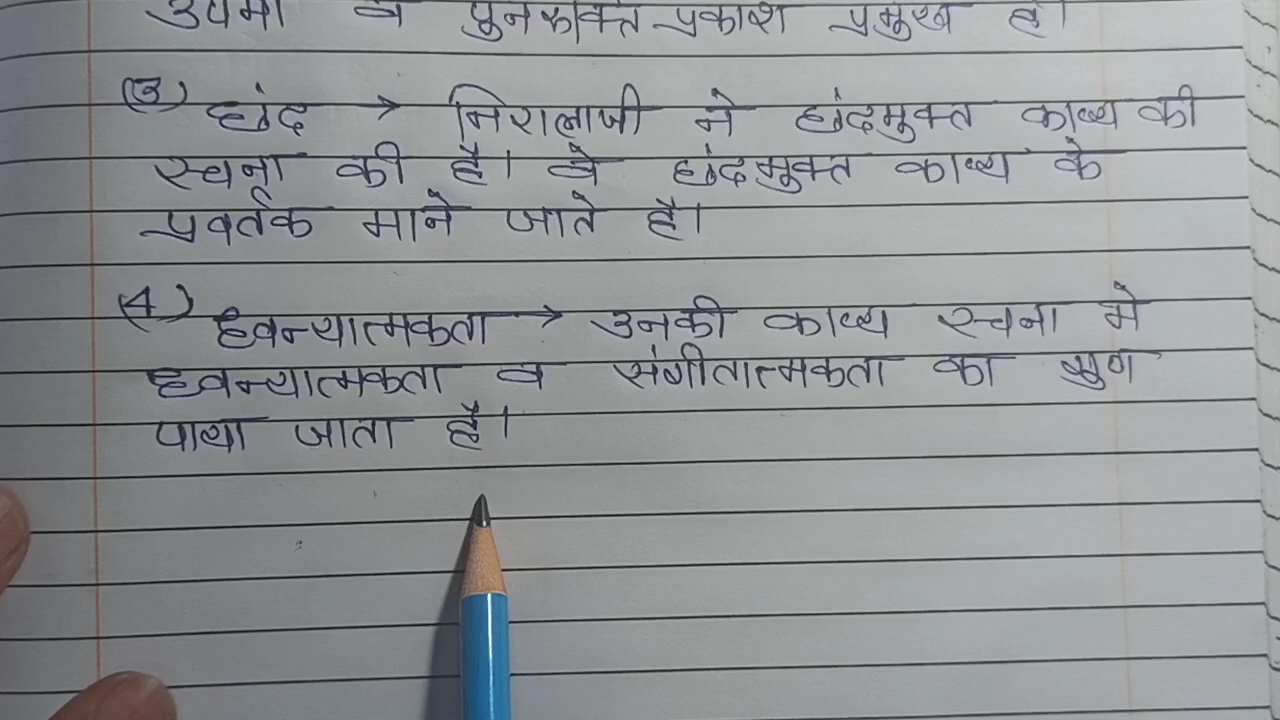 उपमा व पुनरूक्ति प्रकाश प्रमुख है।
(3) छंद → निरालाजी ने छंदमुक्त काव्य की
रचना की है। वे छंदमुक्त काव्य के
प्रवर्तक माने जाते है।
(4) ध्वन्यात्मकता → उनकी काव्य रचना मे
ध्वन्यात्मकता व संगीतात्मकता का गुण
पाया जाता है।